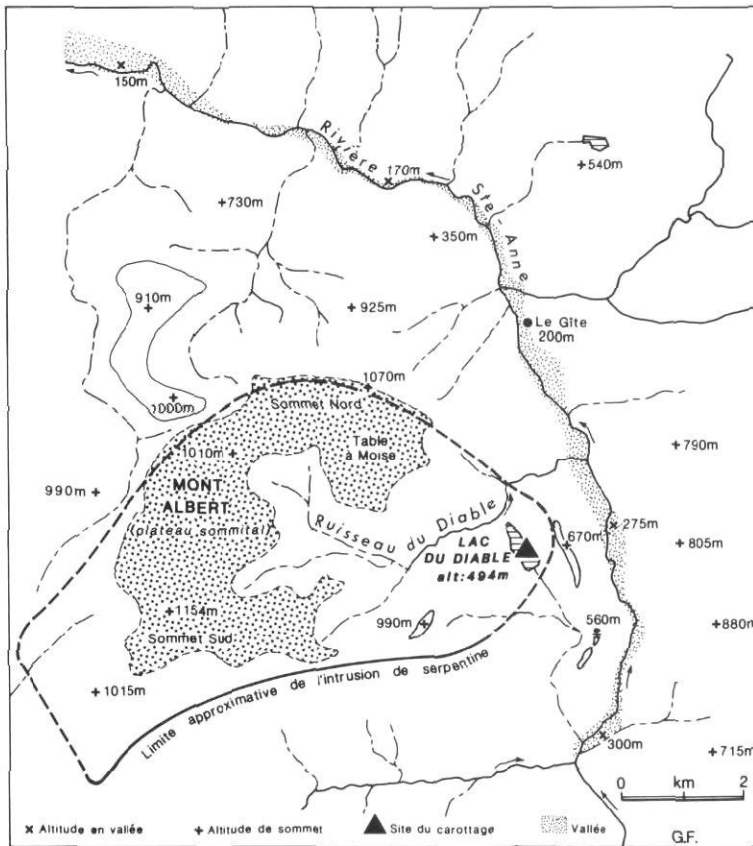 150m
Rivière
170m
Ste-Anne
540m
730m
350m
910m
925m
Le Gîte
200m
1070m
1000m
Sommet Nord
790m
1010m
Table
à Moise
990m
MONT
ALBERT
(plateau sommital)
Ruisseau du Diable
275m
LAC
DU DIABLE
alt:494m
670m
805m
1154m
990m
560m
880m
Sommet Sud
1015m
Limite approximative de l'intrusion de serpentine
300m
715m
0 km 2
x Altitude en vallée + Altitude de sommet Site du carottage Vallée
G.F.